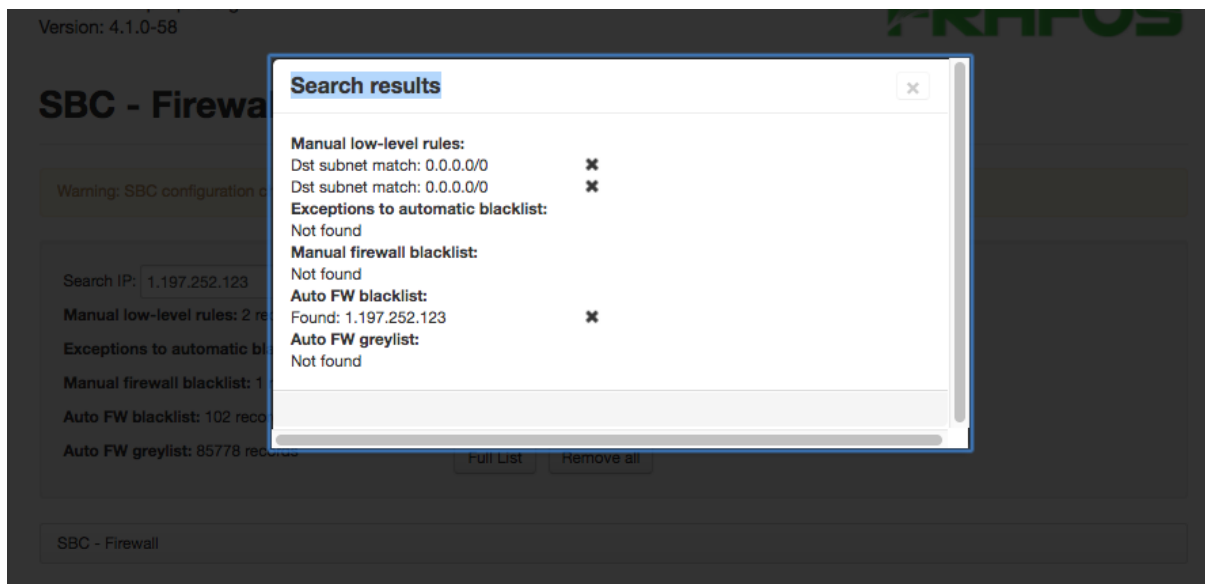 Version: 4.1.0-58
FRAFOS
SBC - Firewa
Warning: SBC configuration c
Search IP: 1.197.252.123
Manual low-level rules: 2 re
Exceptions to automatic bla
Manual firewall blacklist: 1
Auto FW blacklist: 102 reco
Auto FW greylist: 85778 records
Full List Remove all
SBC - Firewall
Search results
×
Manual low-level rules:
Dst subnet match: 0.0.0.0/0 ✖
Dst subnet match: 0.0.0.0/0 ✖
Exceptions to automatic blacklist:
Not found
Manual firewall blacklist:
Not found
Auto FW blacklist:
Found: 1.197.252.123 ✖
Auto FW greylist:
Not found